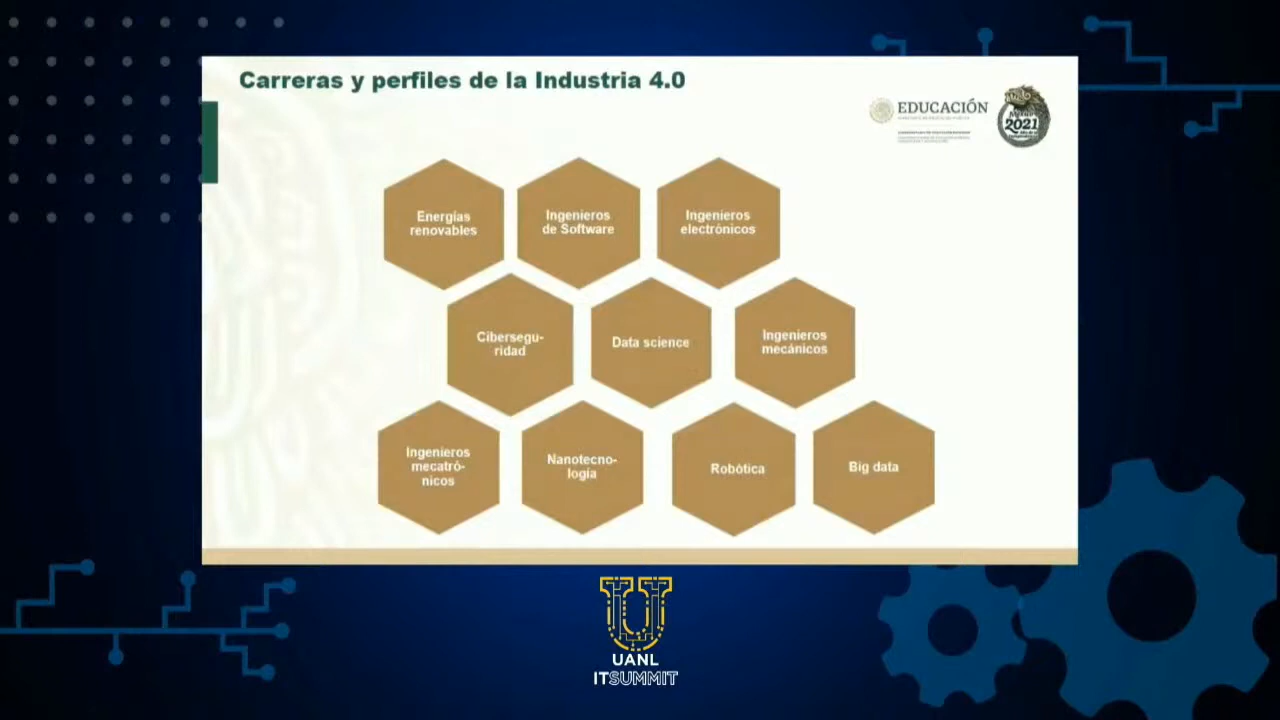 Carreras y perfiles de la Industria 4.0
EDUCACIÓN
México
2021
Energías
renovables
Ingenieros
de Software
Ingenieros
electrónicos
Cibersegu-
ridad
Data science
Ingenieros
mecánicos
Ingenieros
mecatró-
nicos
Nanotecno-
logía
Robótica
Big data
UANL
ITSUMMIT